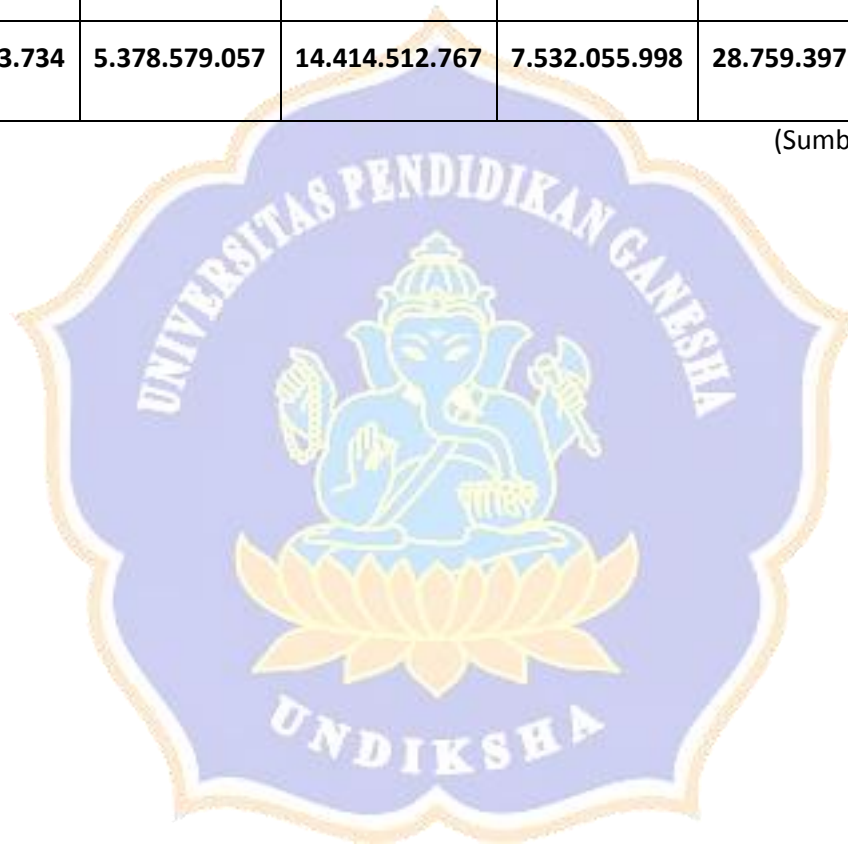 3.734 5.378.579.057 14.414.512.767 7.532.055.998 28.759.397
(Sumb
UNIVERSITAS PENDIDIKAN GANESHA
UNDIKSHA